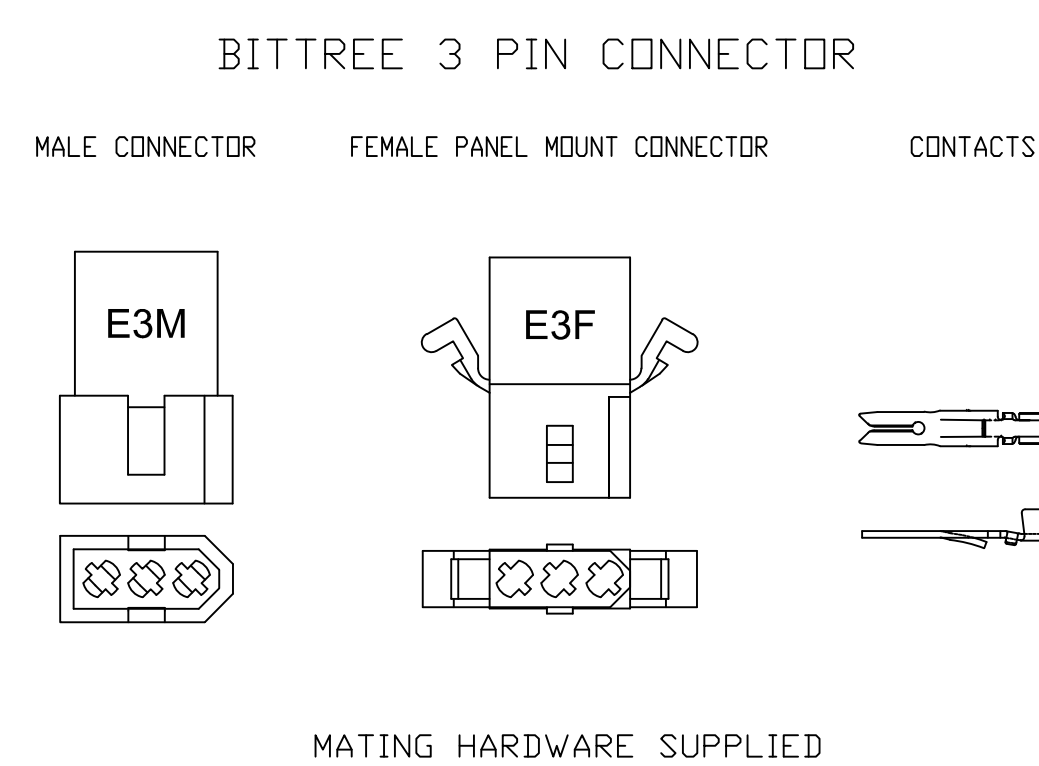 BITTREE 3 PIN CONNECTOR
MALE CONNECTOR FEMALE PANEL MOUNT CONNECTOR CONTACTS
E3M E3F
MATING HARDWARE SUPPLIED